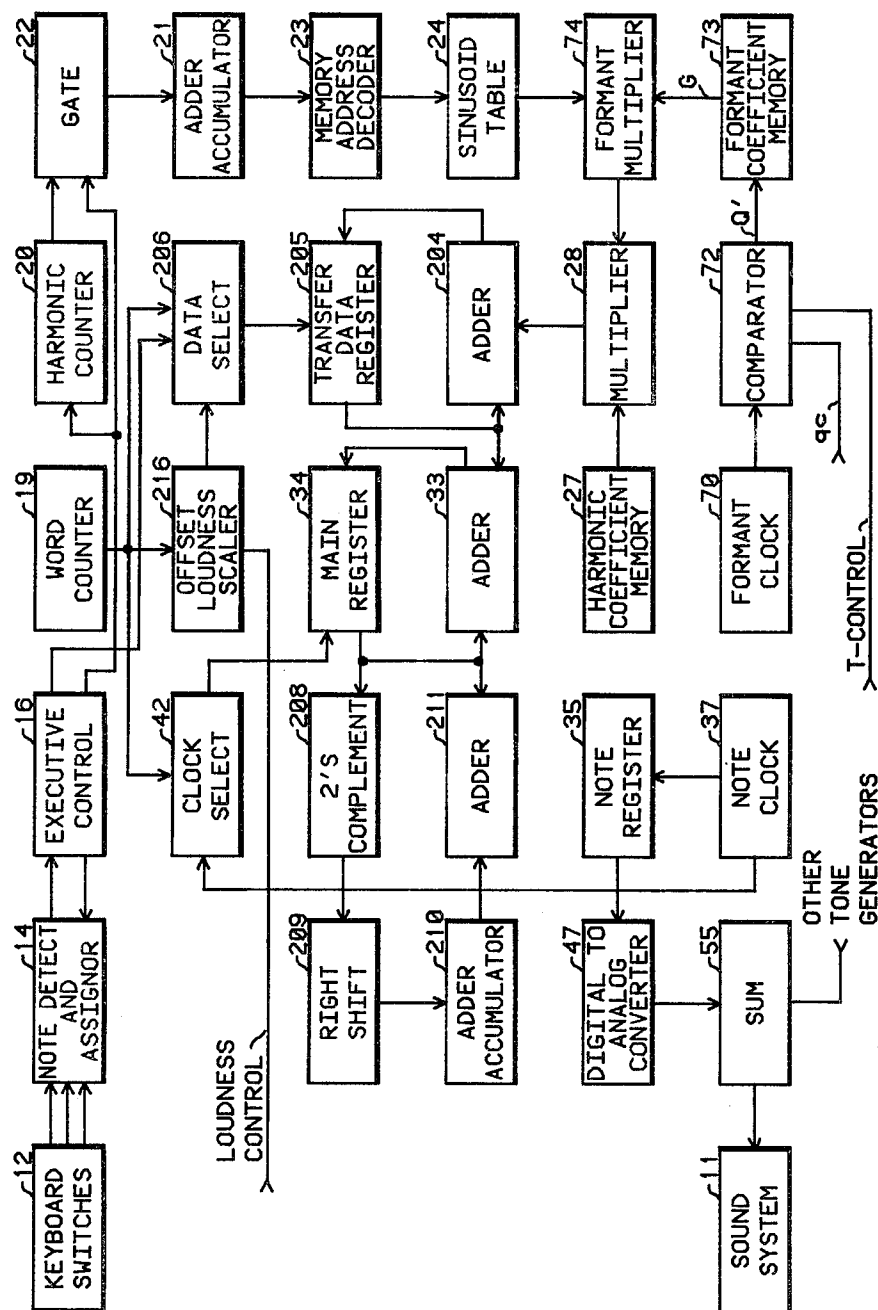 12
KEYBOARD
SWITCHES
14
NOTE DETECT
AND
ASSIGNOR
16
EXECUTIVE
CONTROL
19
WORD
COUNTER
20
HARMONIC
COUNTER
22
GATE
42
CLOCK
SELECT
216
OFFSET
LOUDNESS
SCALER
206
DATA
SELECT
21
ADDER
ACCUMULATOR
LOUDNESS
CONTROL
209
RIGHT
SHIFT
208
2'S
COMPLEMENT
34
MAIN
REGISTER
205
TRANSFER
DATA
REGISTER
23
MEMORY
ADDRESS
DECODER
210
ADDER
ACCUMULATOR
211
ADDER
33
ADDER
204
ADDER
24
SINUSOID
TABLE
47
DIGITAL TO
ANALOG
CONVERTER
35
NOTE
REGISTER
27
HARMONIC
COEFFICIENT
MEMORY
28
MULTIPLIER
74
FORMANT
MULTIPLIER
G
11
SOUND
SYSTEM
55
SUM
37
NOTE
CLOCK
70
FORMANT
CLOCK
72
COMPARATOR
Q'
73
FORMANT
COEFFICIENT
MEMORY
qc
OTHER
TONE
GENERATORS
T-CONTROL